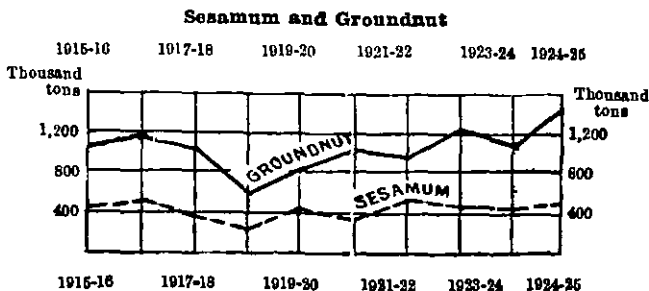 Sesamum and Groundnut
1915-16 1917-18 1919-20 1921-22 1923-24 1924-25
Thousand tons Thousand tons
1,200 1,200
800 GROUNDNUT 800
SESAMUM
400 400
1915-16 1917-18 1919-20 1921-22 1923-24 1924-25